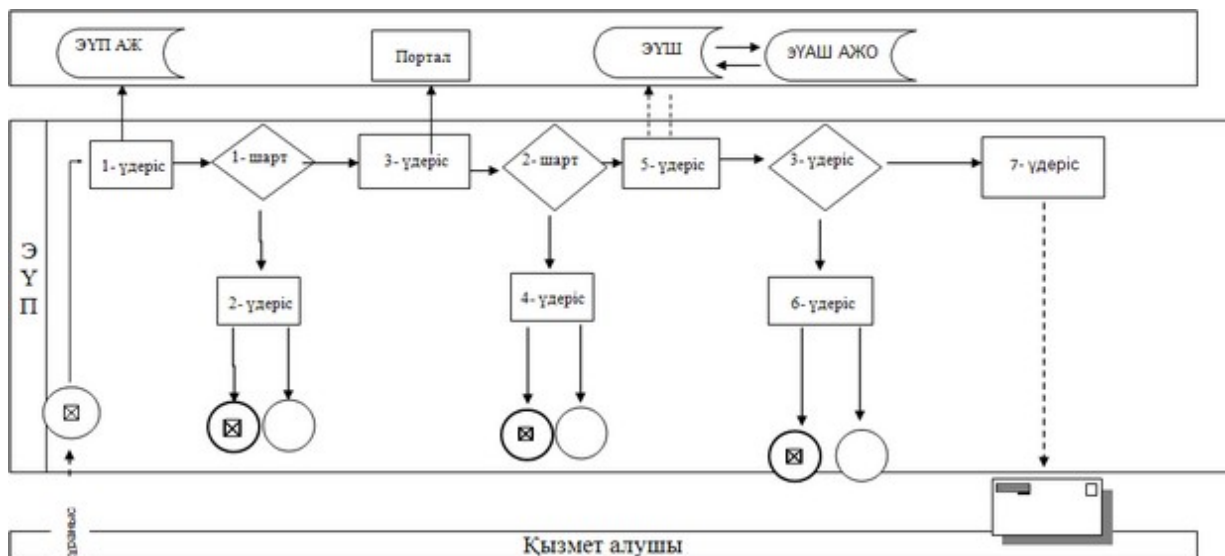 ЭҮП АЖ
Портал
ЭҮШ
ЭҮАШ АЖО
1- үдеріс
1- шарт
3- үдеріс
2- шарт
5- үдеріс
3- үдеріс
7- үдеріс
Э
Ү
П
2- үдеріс
4- үдеріс
6- үдеріс
Қызмет алушы